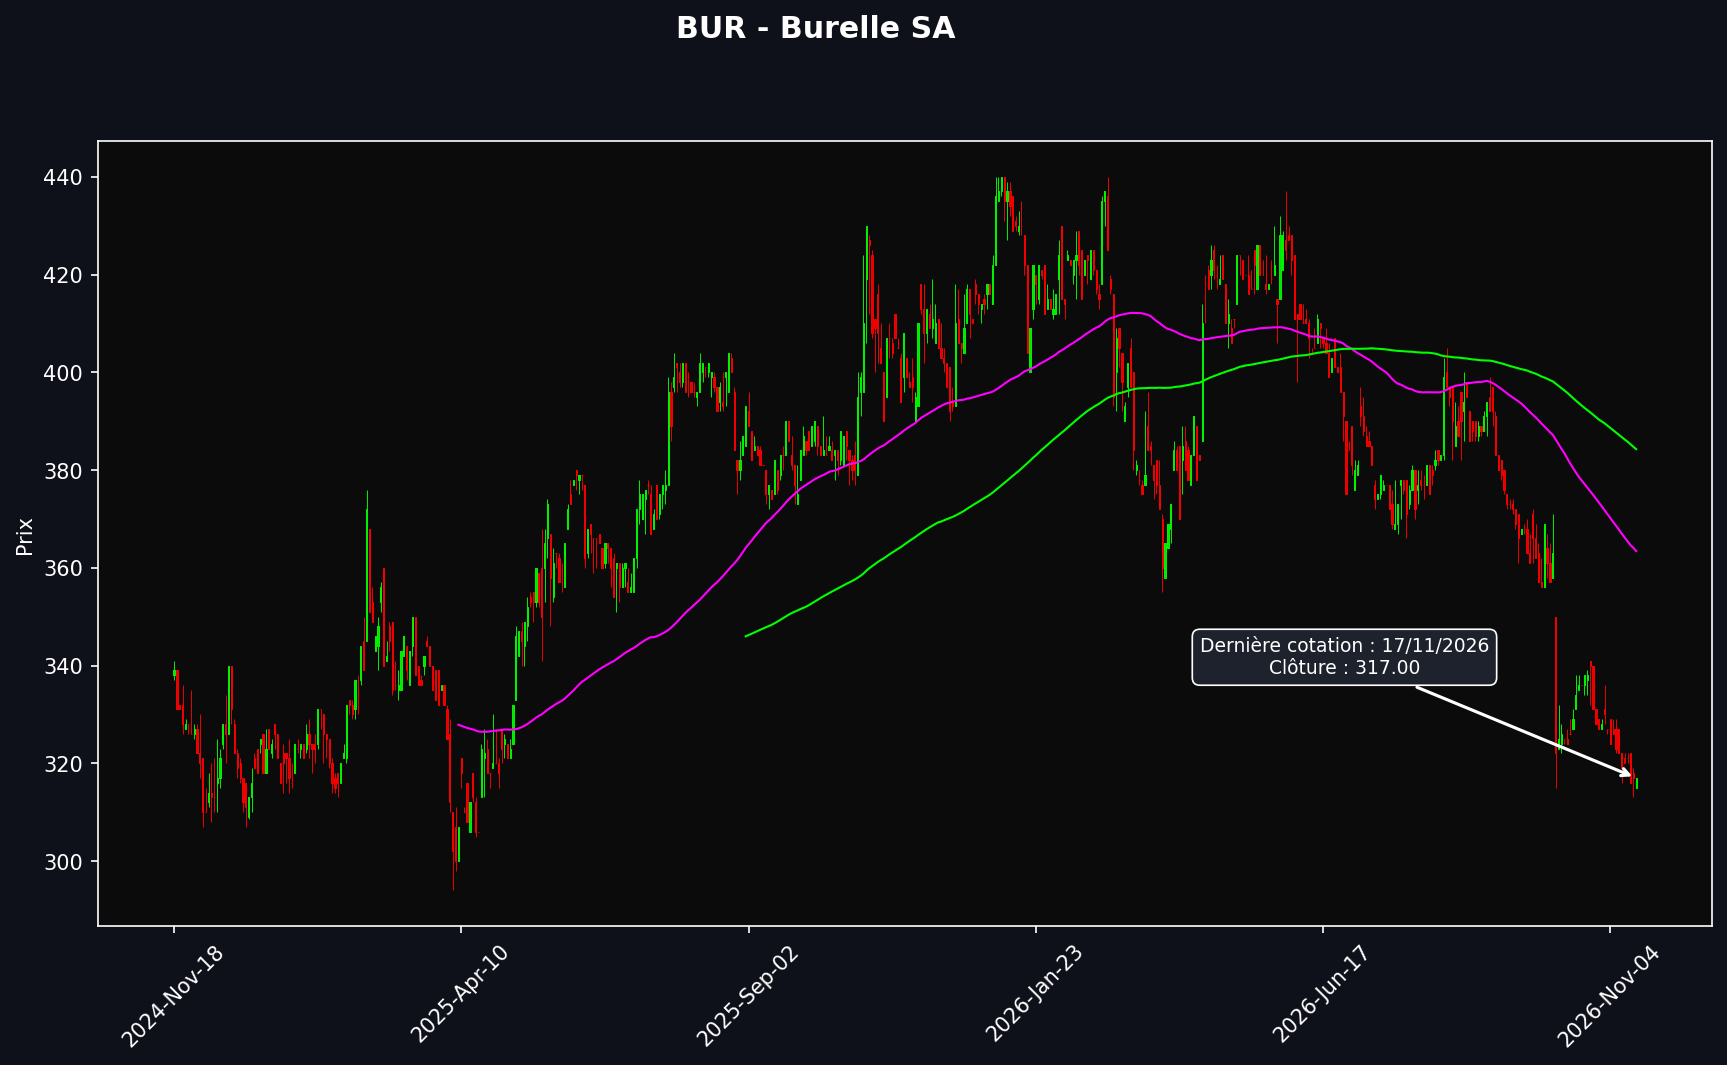 BUR - Burelle SA
440
420
400
380
360
340
320
300
Prix
Dernière cotation : 17/11/2026
Clôture : 317.00
2024-Nov-18
2025-Apr-10
2025-Sep-02
2026-Jan-23
2026-Jun-17
2026-Nov-04